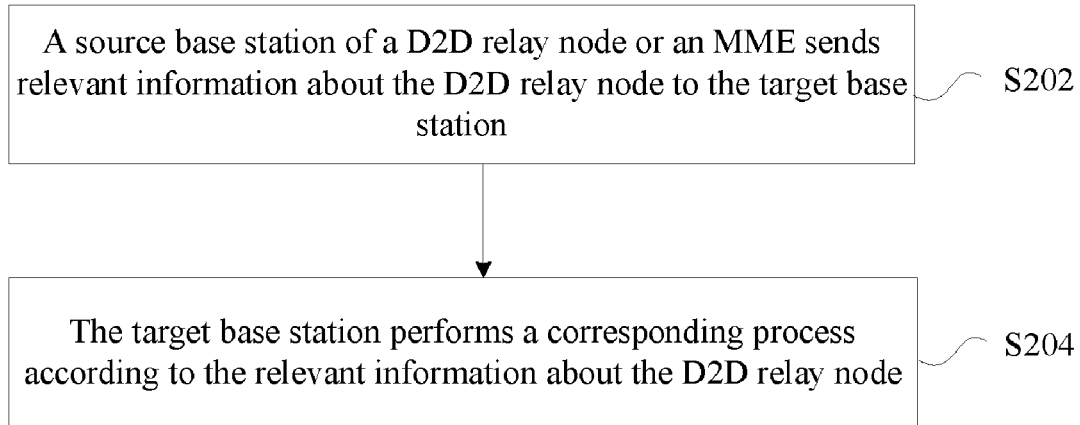 A source base station of a D2D relay node or an MME sends
relevant information about the D2D relay node to the target base
station
S202
The target base station performs a corresponding process
according to the relevant information about the D2D relay node
S204